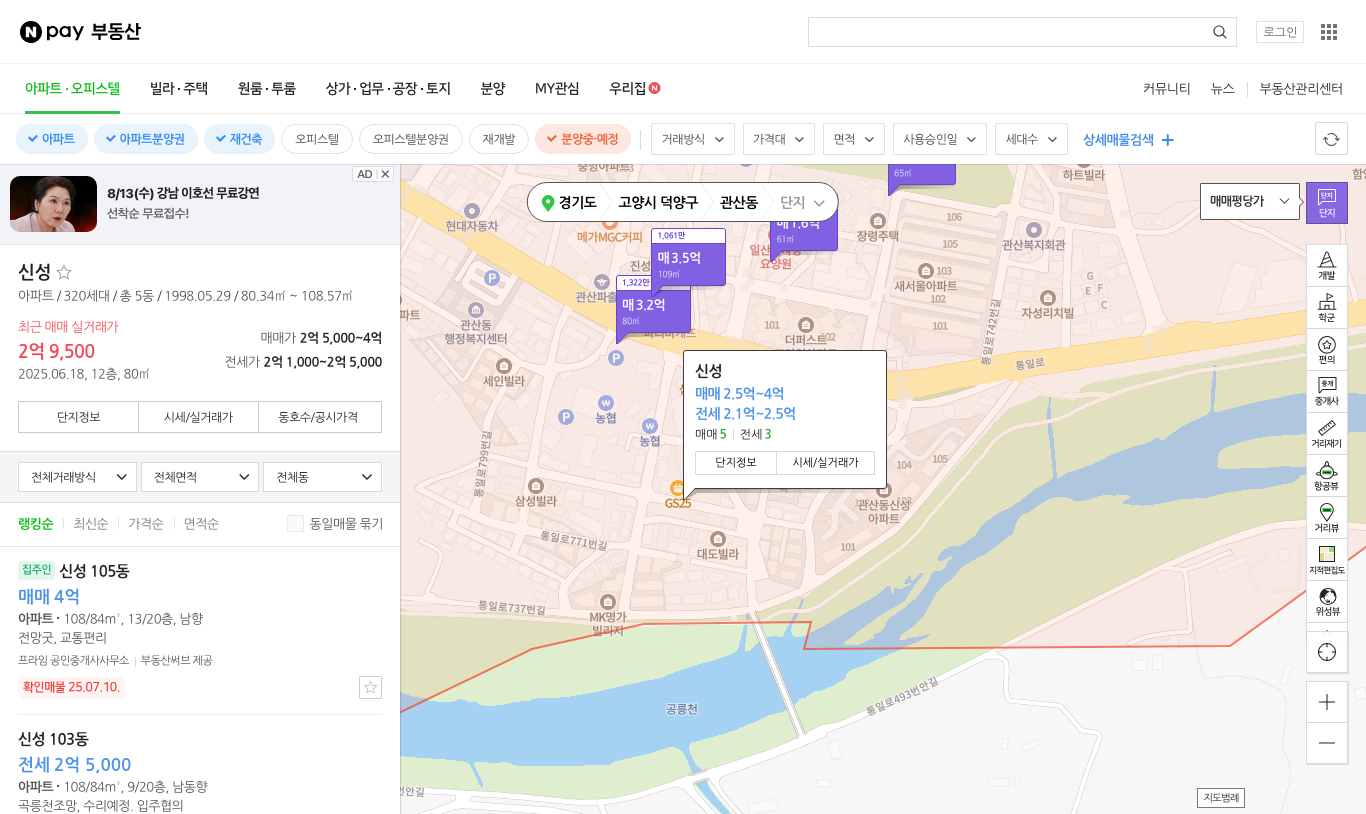 N pay 부동산
로그인
아파트·오피스텔
빌라·주택
원룸·투룸
상가·업무·공장·토지
분양
MY관심
우리집 N
커뮤니티
뉴스
부동산관리센터
아파트
아파트분양권
재건축
오피스텔
오피스텔분양권
재개발
분양중·예정
거래방식
가격대
면적
사용승인일
세대수
상세매물검색
AD
8/13(수) 강남 이호선 무료강연
선착순 무료접수!
신성
아파트 / 320세대 / 총 5동 / 1998.05.29 / 80.34㎡ ~ 108.57㎡
최근 매매 실거래가
2억 9,500
2025.06.18, 12층, 80㎡
매매가 2억 5,000~4억
전세가 2억 1,000~2억 5,000
단지정보
시세/실거래가
동호수/공시가격
전체거래방식
전체면적
전체동
랭킹순
최신순
가격순
면적순
동일매물 묶기
집주인 신성 105동
매매 4억
아파트 · 108/84m², 13/20층, 남향
전망굿, 교통편리
프라임 공인중개사사무소 | 부동산써브 제공
확인매물 25.07.10.
신성 103동
전세 2억 5,000
아파트 · 108/84m², 9/20층, 남동향
곡릉천조망, 수리예정. 입주협의
경기도
고양시 덕양구
관산동
단지
매매평당가
단지
단지
개발
학군
편의
중개
중개사
거리재기
항공뷰
거리뷰
지적편집도
위성뷰
지도범례
65㎡
매1.6억
61㎡
1,061만
매3.5억
109㎡
1,322만
매3.2억
80㎡
신성
매매 2.5억~4억
전세 2.1억~2.5억
매매 5
전세 3
단지정보
시세/실거래가
중앙아파트3
하트빌라
현대자동차
메가MGC커피
장령주택
106
105
관산복지회관
요양원
103
새서울아파트
102
101
자성리치빌
G
E
F
C
관산동
행정복지센터
P
101
더퍼스트
통일로742번길
통일로
P
세인빌라
농협
P
농협
통일로799번길
삼성빌라
GS25
104
105
관산동신성
아파트
101
통일로771번길
대도빌라
통일로737번길
MK명가
빌리지
공릉천
통일로493번안길
번안길